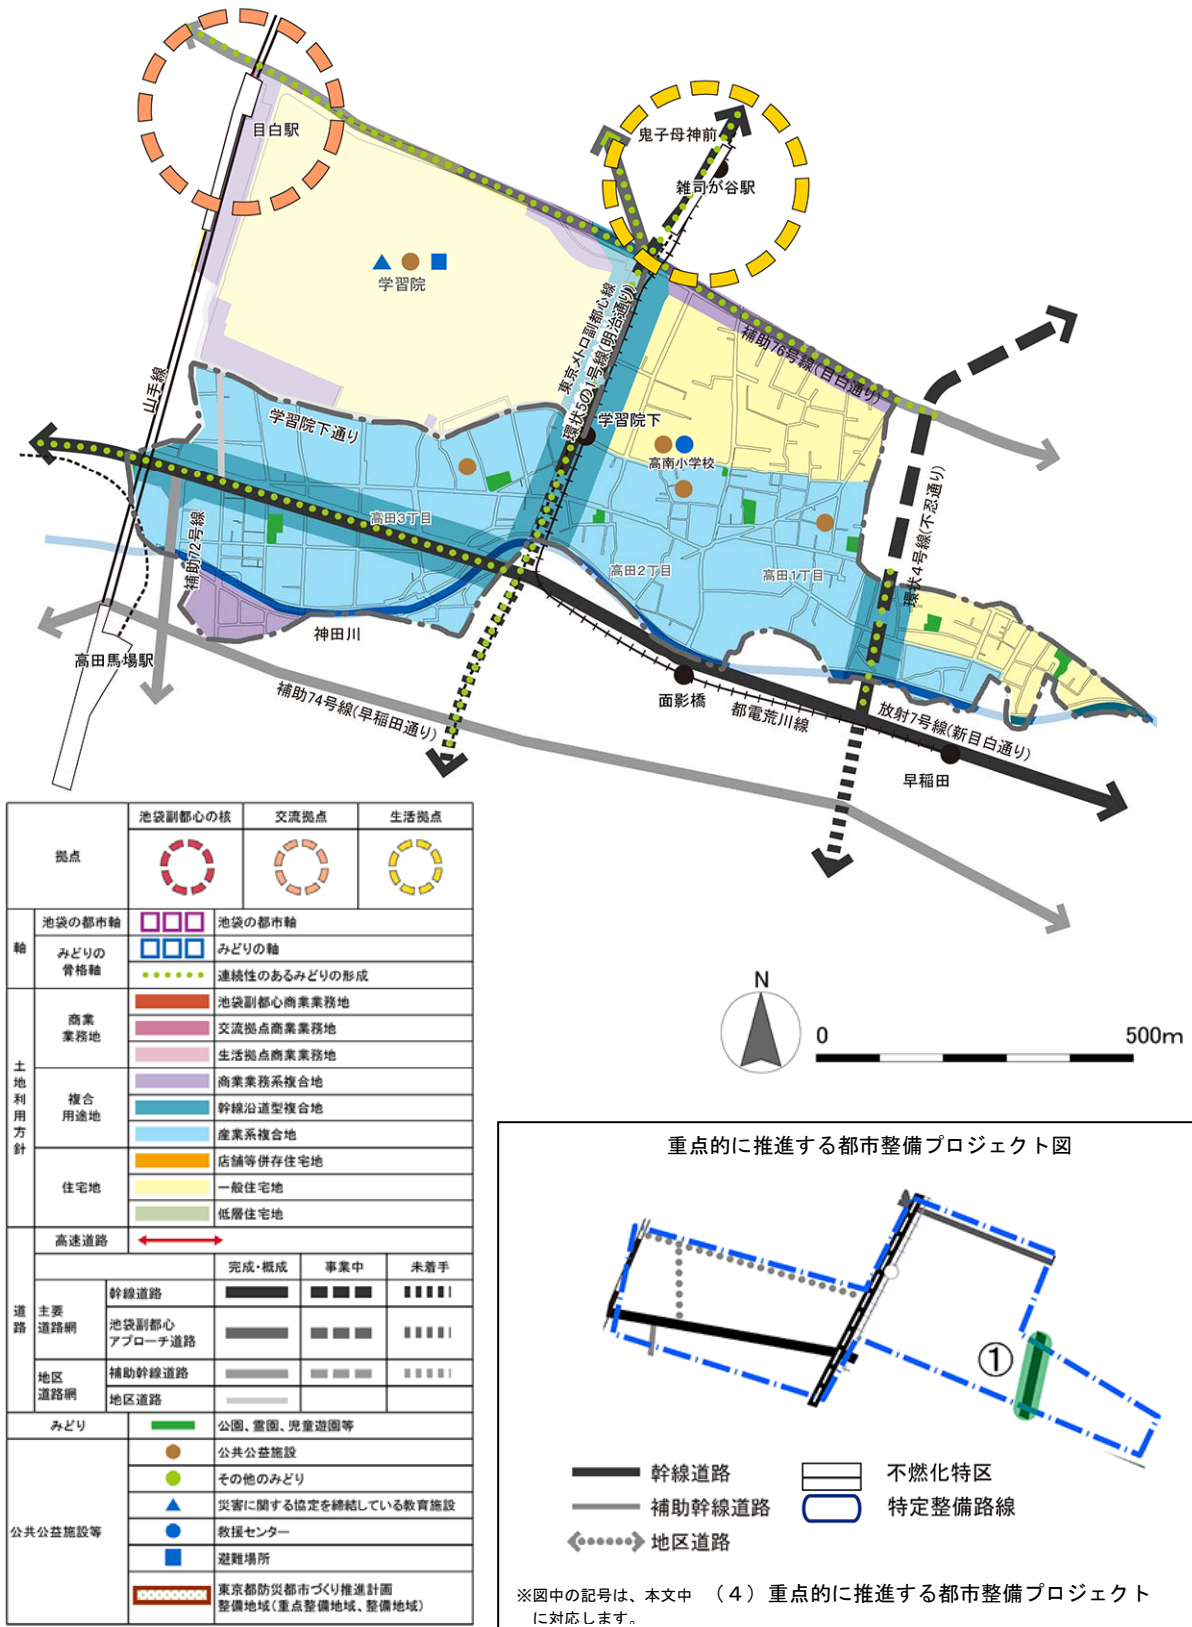 目白駅
鬼子母神前
雑司が谷駅
学習院
東京メトロ副都心線
環状5の1号線(明治通り)
補助76号線(目白通り)
山手線
学習院下通り
学習院下
高南小学校
環状4号線(不忍通り)
高田3丁目
補助72号線
高田2丁目
高田1丁目
神田川
高田馬場駅
補助74号線(早稲田通り)
面影橋
都電荒川線
放射7号線(新目白通り)
早稲田
拠点
池袋副都心の核
交流拠点
生活拠点
軸
池袋の都市軸
池袋の都市軸
みどりの
骨格軸
みどりの軸
連続性のあるみどりの形成
土地利用方針
商業
業務地
池袋副都心商業業務地
交流拠点商業業務地
生活拠点商業業務地
複合
用途地
商業業務系複合地
幹線沿道型複合地
産業系複合地
住宅地
店舗等併存住宅地
一般住宅地
低層住宅地
道路
高速道路
完成・概成
事業中
未着手
主要
道路網
幹線道路
池袋副都心
アプローチ道路
地区
道路網
補助幹線道路
地区道路
みどり
公園、霊園、児童遊園等
公共公益施設等
公共公益施設
その他のみどり
災害に関する協定を締結している教育施設
救援センター
避難場所
東京都防災都市づくり推進計画
整備地域(重点整備地域、整備地域)
N
0
500m
重点的に推進する都市整備プロジェクト図
①
幹線道路
不燃化特区
補助幹線道路
特定整備路線
地区道路
※図中の記号は、本文中 （４）重点的に推進する都市整備プロジェクト
に対応します。